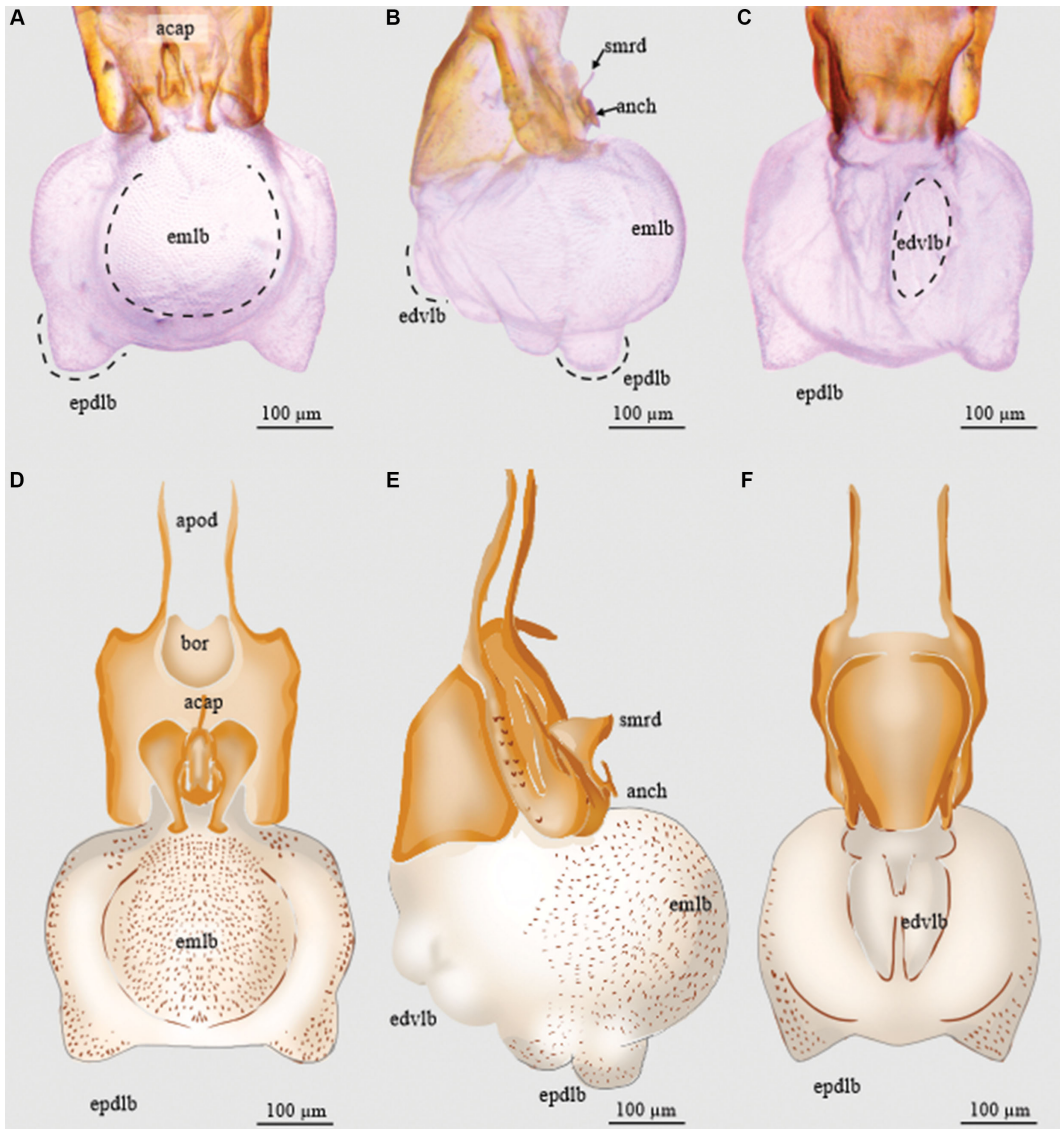 A
acap
emlb
epdlb
100 µm
B
smrd
anch
emlb
edvlb
epdlb
100 µm
C
edvlb
epdlb
100 µm
D
apod
bor
acap
emlb
epdlb
100 µm
E
smrd
anch
emlb
edvlb
epdlb
100 µm
F
edvlb
epdlb
100 µm